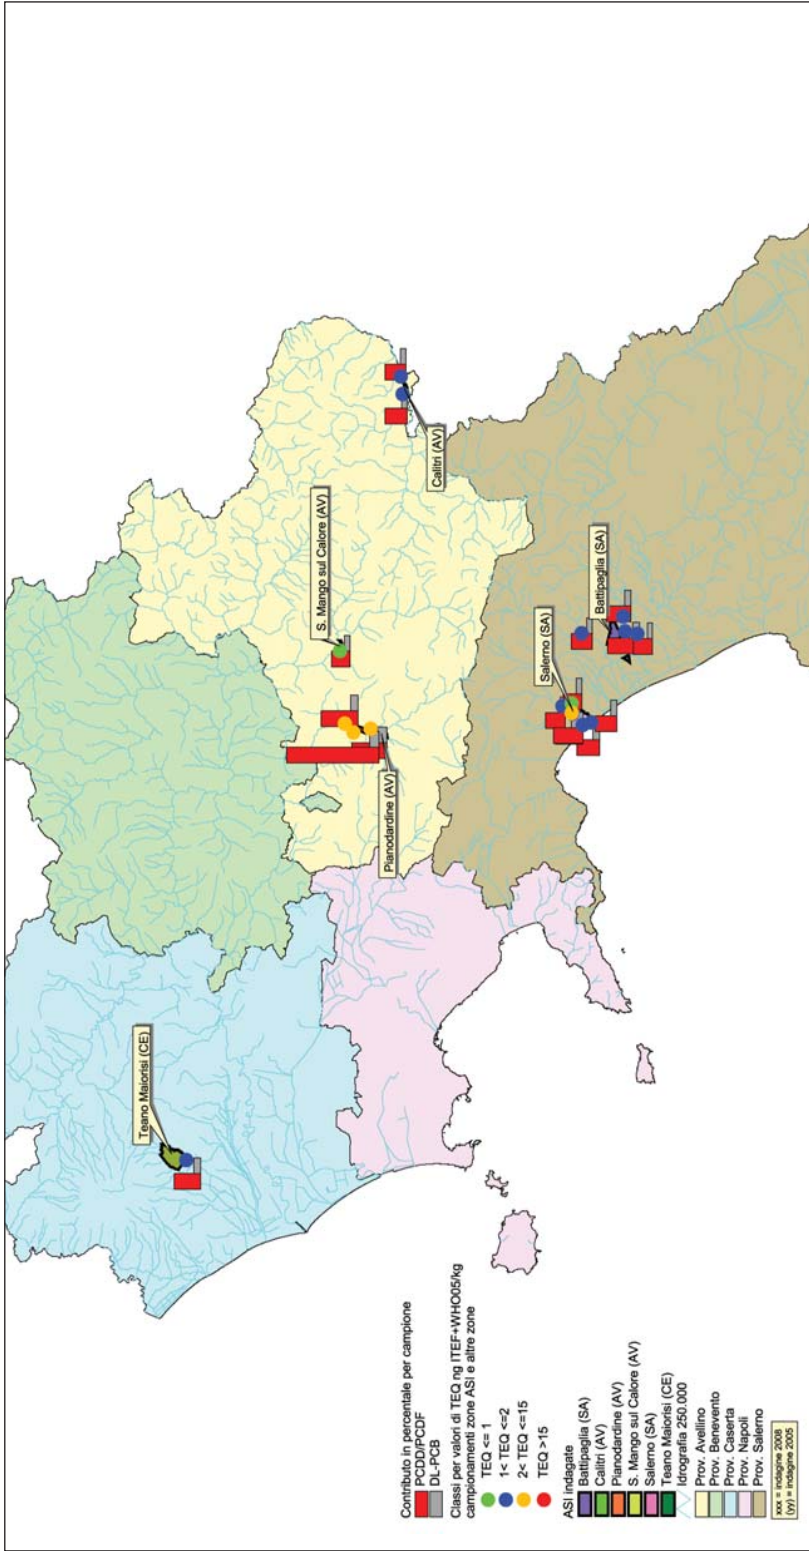 Teano Maiorisi (CE)
S. Mango sul Calore (AV)
Pianodardine (AV)
Calitri (AV)
Salerno (SA)
Battipaglia (SA)
Contributo in percentale per campione
PCDD/PCDF
DL-PCB
Classi per valori di TEQ ng ITEF+WHO05/kg
campionamenti zone ASI e altre zone
TEQ <= 1
1< TEQ <=2
2< TEQ <=15
TEQ >15
ASI indagate
Battipaglia (SA)
Calitri (AV)
Pianodardine (AV)
S. Mango sul Calore (AV)
Salerno (SA)
Teano Maiorisi (CE)
Idrografia 250.000
Prov. Avellino
Prov. Benevento
Prov. Caserta
Prov. Napoli
Prov. Salerno
xxx = indagine 2008
(yy) = indagine 2005